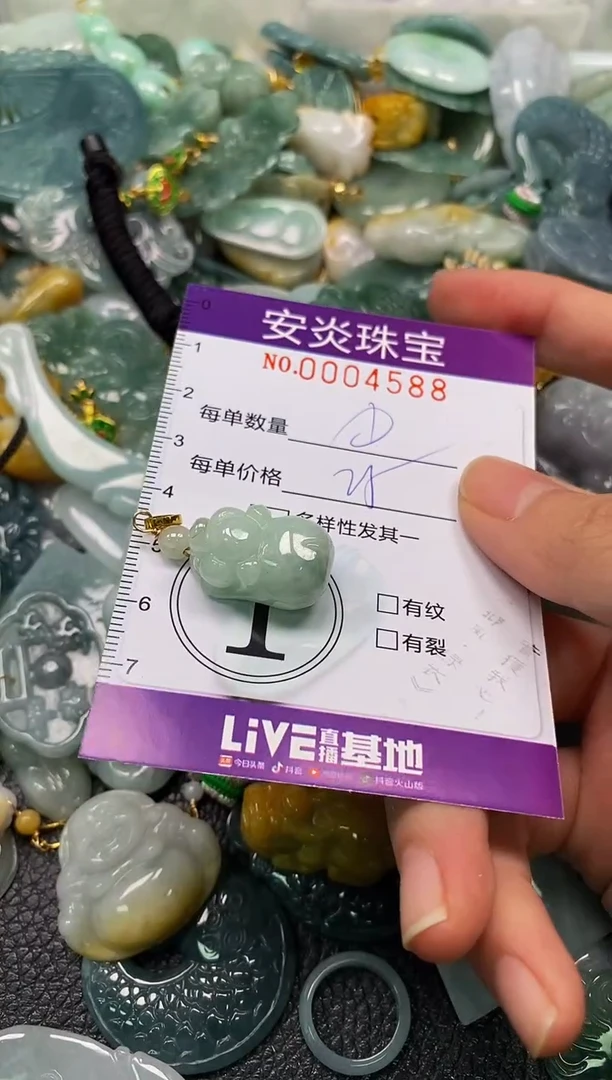 0
安炎珠宝
1
NO.0004588
2
每单数量
3
每单价格
4
多样性发其一
5
6
1
□有纹
□有裂
7
LiVE直播基地
今日头条 抖音 抖音火山版